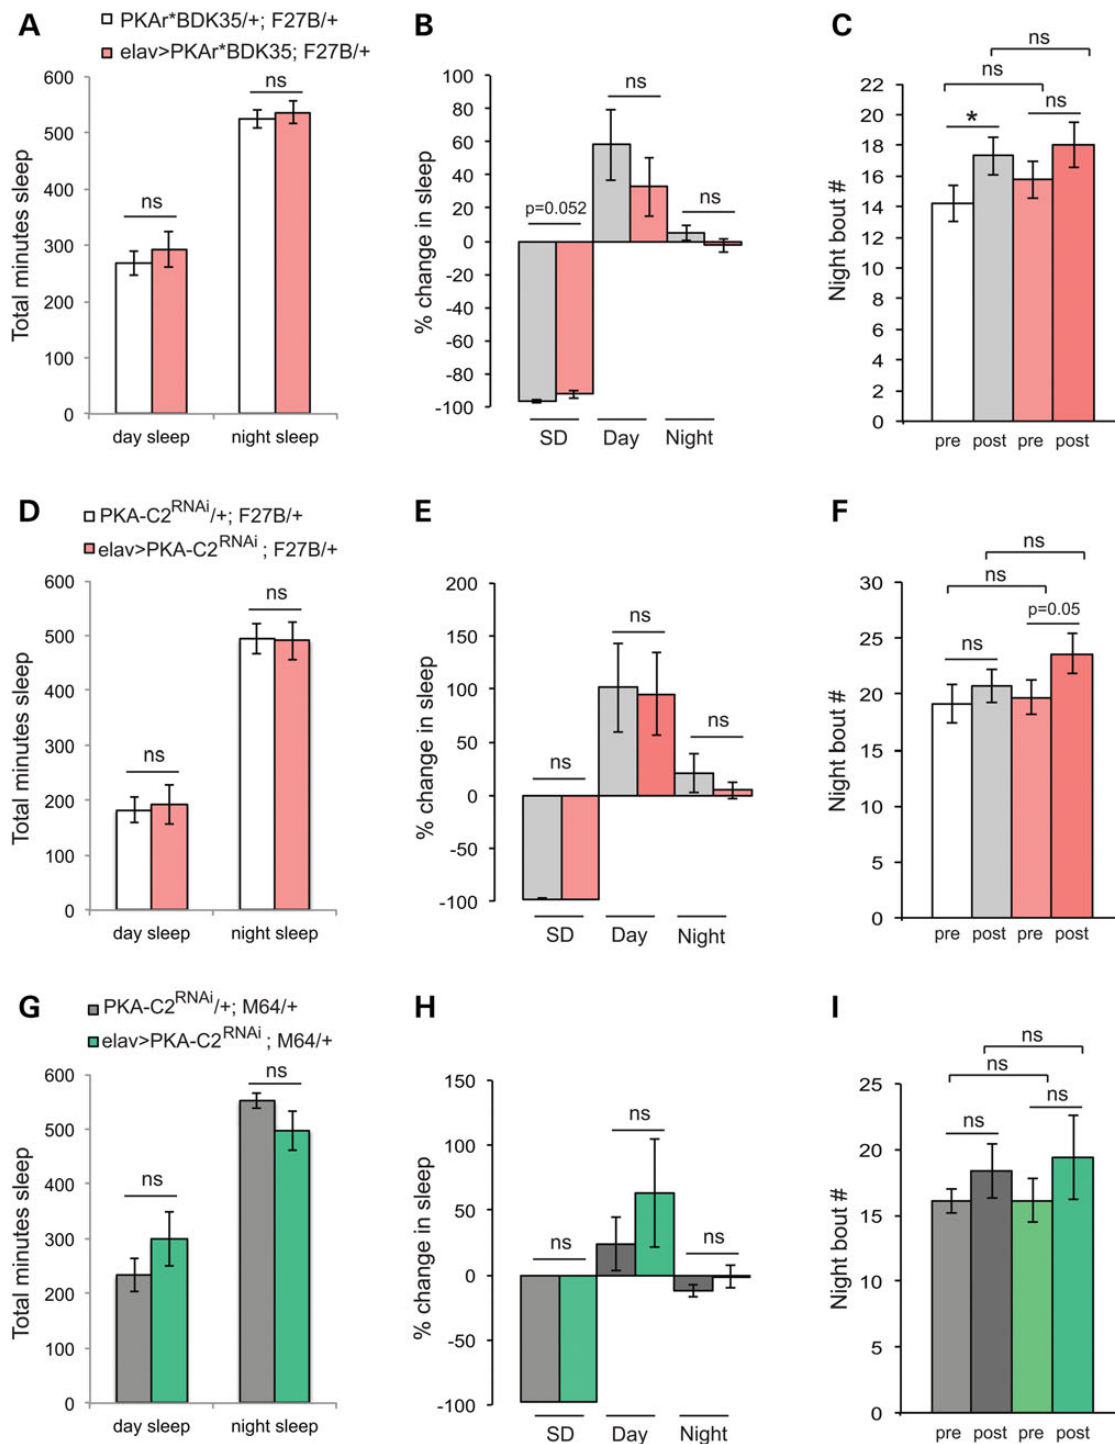 A
PKAr*BDK35/+; F27B/+
elav>PKAr*BDK35; F27B/+
Total minutes sleep
600
500
400
300
200
100
0
ns
ns
day sleep
night sleep
B
% change in sleep
100
80
60
40
20
0
-20
-40
-60
-80
-100
p=0.052
ns
ns
SD
Day
Night
C
Night bout #
22
20
18
16
14
12
10
8
6
4
2
0
ns
ns
*
ns
pre
post
pre
post
D
PKA-C2RNAi/+; F27B/+
elav>PKA-C2RNAi ; F27B/+
Total minutes sleep
600
500
400
300
200
100
0
ns
ns
day sleep
night sleep
E
% change in sleep
200
150
100
50
0
-50
-100
ns
ns
ns
SD
Day
Night
F
Night bout #
30
25
20
15
10
5
0
ns
ns
p=0.05
ns
pre
post
pre
post
G
PKA-C2RNAi/+; M64/+
elav>PKA-C2RNAi ; M64/+
Total minutes sleep
600
500
400
300
200
100
0
ns
ns
day sleep
night sleep
H
% change in sleep
150
100
50
0
-50
-100
ns
ns
ns
SD
Day
Night
I
Night bout #
25
20
15
10
5
0
ns
ns
ns
ns
pre
post
pre
post